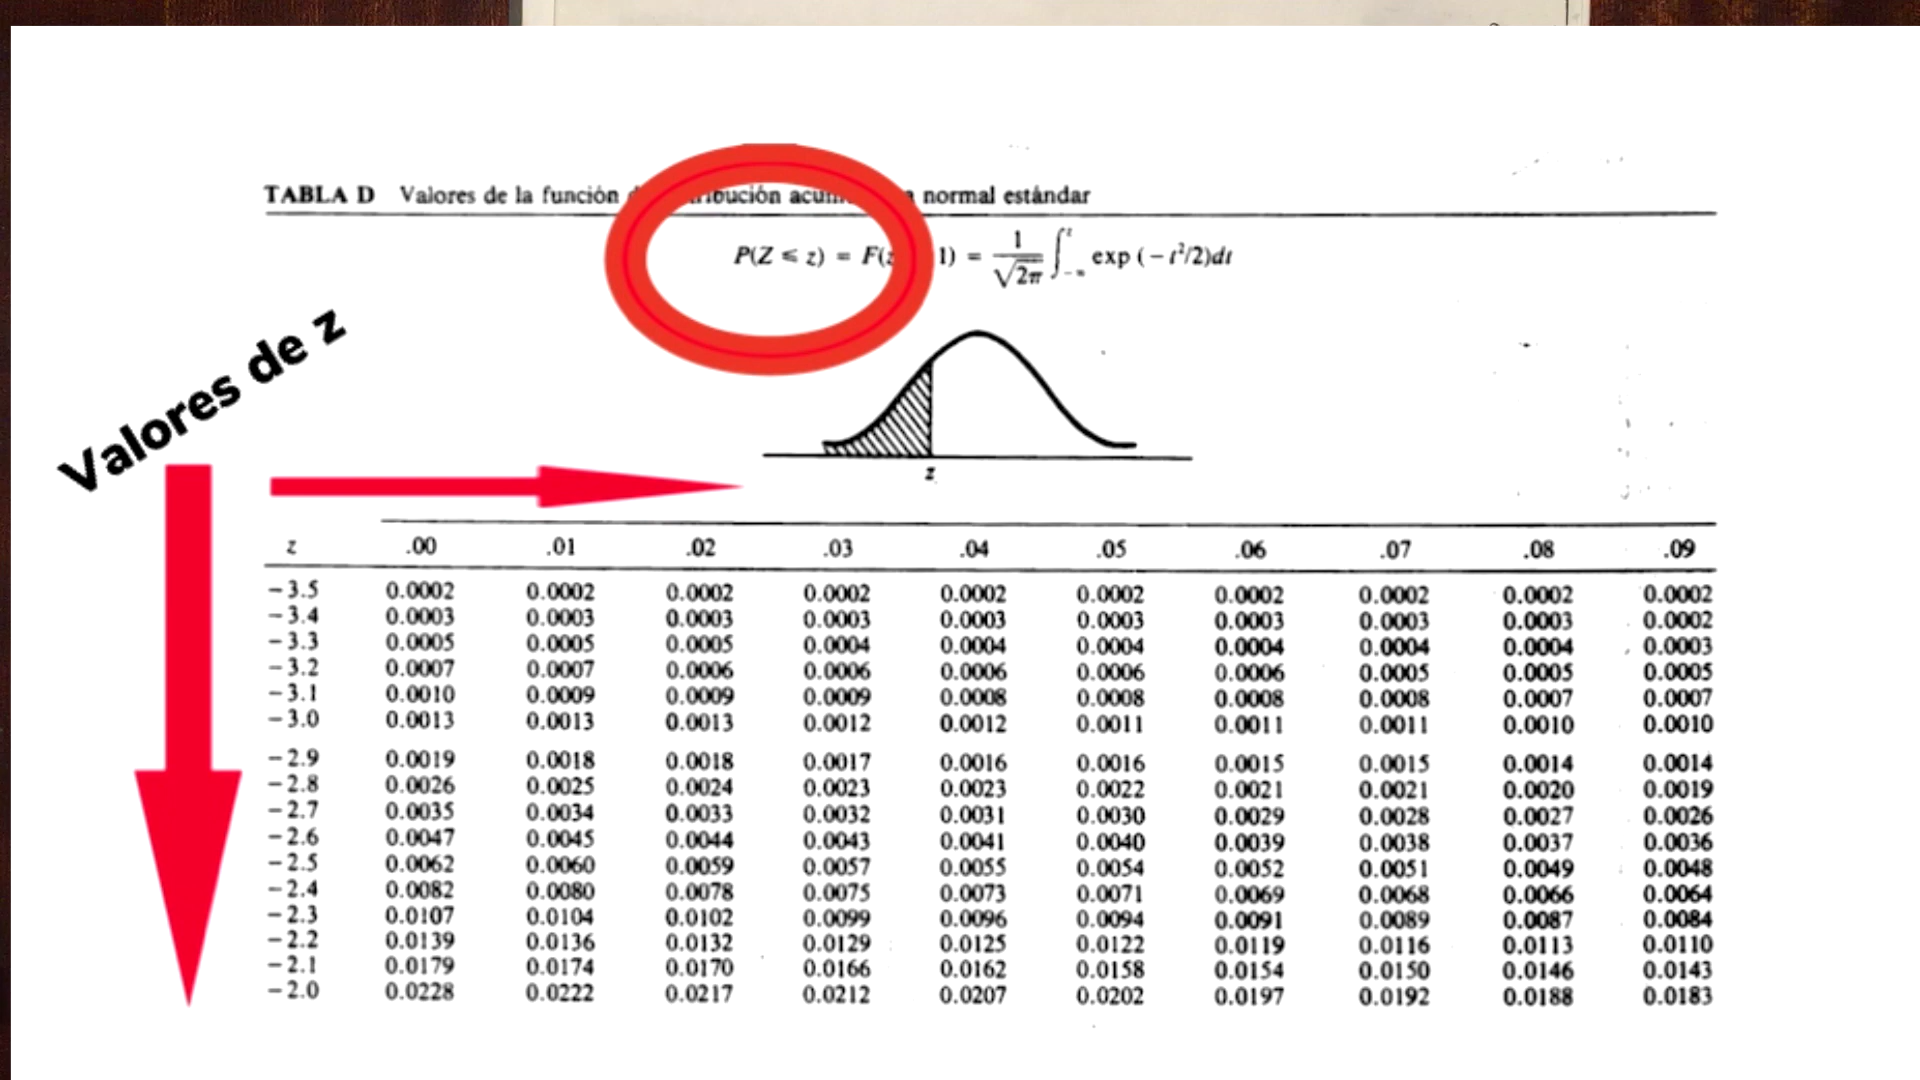 TABLA D Valores de la función normal estándar
P(Z ≤ z) = F(z 1) = 1/√2π ∫ z -∞ exp (−t²/2)dt
Valores de z
z
z .00 .01 .02 .03 .04 .05 .06 .07 .08 .09
−3.5 0.0002 0.0002 0.0002 0.0002 0.0002 0.0002 0.0002 0.0002 0.0002 0.0002
−3.4 0.0003 0.0003 0.0003 0.0003 0.0003 0.0003 0.0003 0.0003 0.0003 0.0002
−3.3 0.0005 0.0005 0.0005 0.0004 0.0004 0.0004 0.0004 0.0004 0.0004 0.0003
−3.2 0.0007 0.0007 0.0006 0.0006 0.0006 0.0006 0.0006 0.0005 0.0005 0.0005
−3.1 0.0010 0.0009 0.0009 0.0009 0.0008 0.0008 0.0008 0.0008 0.0007 0.0007
−3.0 0.0013 0.0013 0.0013 0.0012 0.0012 0.0011 0.0011 0.0011 0.0010 0.0010
−2.9 0.0019 0.0018 0.0018 0.0017 0.0016 0.0016 0.0015 0.0015 0.0014 0.0014
−2.8 0.0026 0.0025 0.0024 0.0023 0.0023 0.0022 0.0021 0.0021 0.0020 0.0019
−2.7 0.0035 0.0034 0.0033 0.0032 0.0031 0.0030 0.0029 0.0028 0.0027 0.0026
−2.6 0.0047 0.0045 0.0044 0.0043 0.0041 0.0040 0.0039 0.0038 0.0037 0.0036
−2.5 0.0062 0.0060 0.0059 0.0057 0.0055 0.0054 0.0052 0.0051 0.0049 0.0048
−2.4 0.0082 0.0080 0.0078 0.0075 0.0073 0.0071 0.0069 0.0068 0.0066 0.0064
−2.3 0.0107 0.0104 0.0102 0.0099 0.0096 0.0094 0.0091 0.0089 0.0087 0.0084
−2.2 0.0139 0.0136 0.0132 0.0129 0.0125 0.0122 0.0119 0.0116 0.0113 0.0110
−2.1 0.0179 0.0174 0.0170 0.0166 0.0162 0.0158 0.0154 0.0150 0.0146 0.0143
−2.0 0.0228 0.0222 0.0217 0.0212 0.0207 0.0202 0.0197 0.0192 0.0188 0.0183